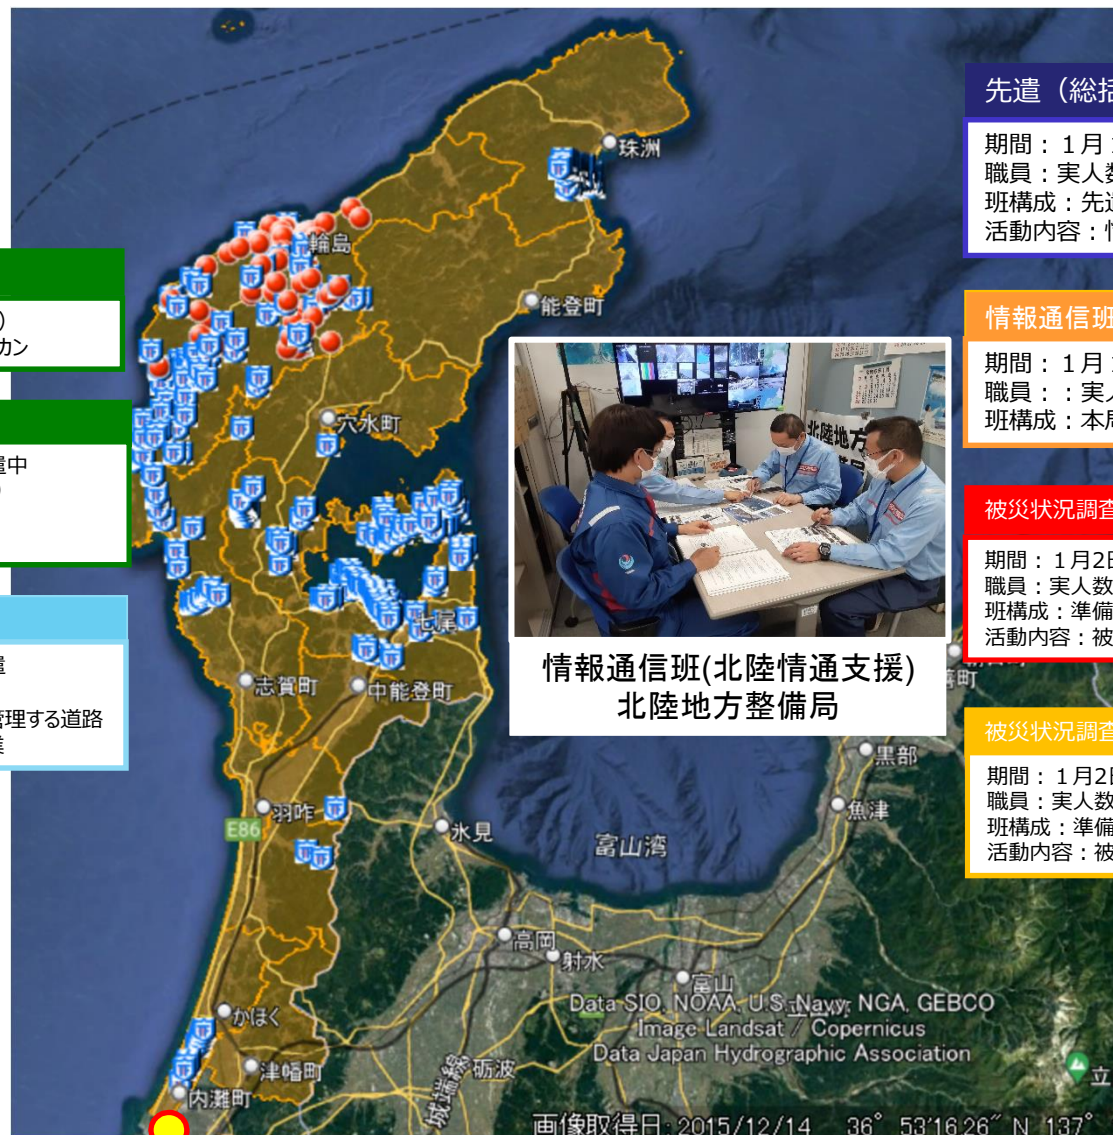 珠洲
輪島
能登町
穴水町
七尾
志賀町
中能登町
羽咋
E86
氷見
富山湾
黒部
魚津
高岡
射水
富山
かほく
津幡町
内灘町
砺波
城端線
Data SIO, NOAA, U.S. Navy, NGA, GEBCO
Image Landsat / Copernicus
Data Japan Hydrographic Association
画像取得日: 2015/12/14 36° 53'16.26" N 137°
カン
遣中
管理する道路
北陸地方
情報通信班(北陸情通支援)
北陸地方整備局
先遣（総括
期間：１月
職員：実人数
班構成：先遣
活動内容：情
情報通信班
期間：１月
職員：：実人
班構成：本局
被災状況調査
期間：１月2日
職員：実人数
班構成：準備
活動内容：被
被災状況調査
期間：１月2日
職員：実人数
班構成：準備
活動内容：被